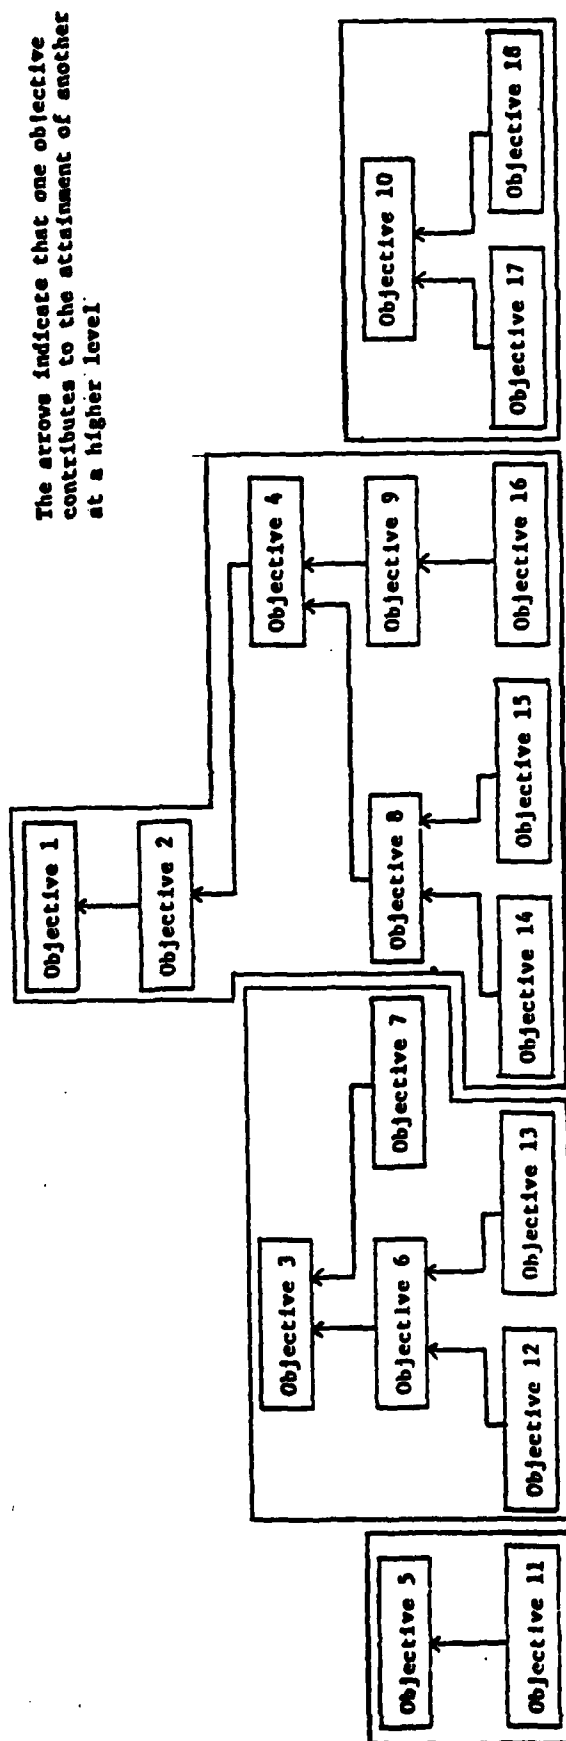 The arrows indicate that one objective
contributes to the attainment of another
at a higher level
Objective 1
Objective 2
Objective 3
Objective 4
Objective 5
Objective 6
Objective 7
Objective 8
Objective 9
Objective 10
Objective 11
Objective 12
Objective 13
Objective 14
Objective 15
Objective 16
Objective 17
Objective 18